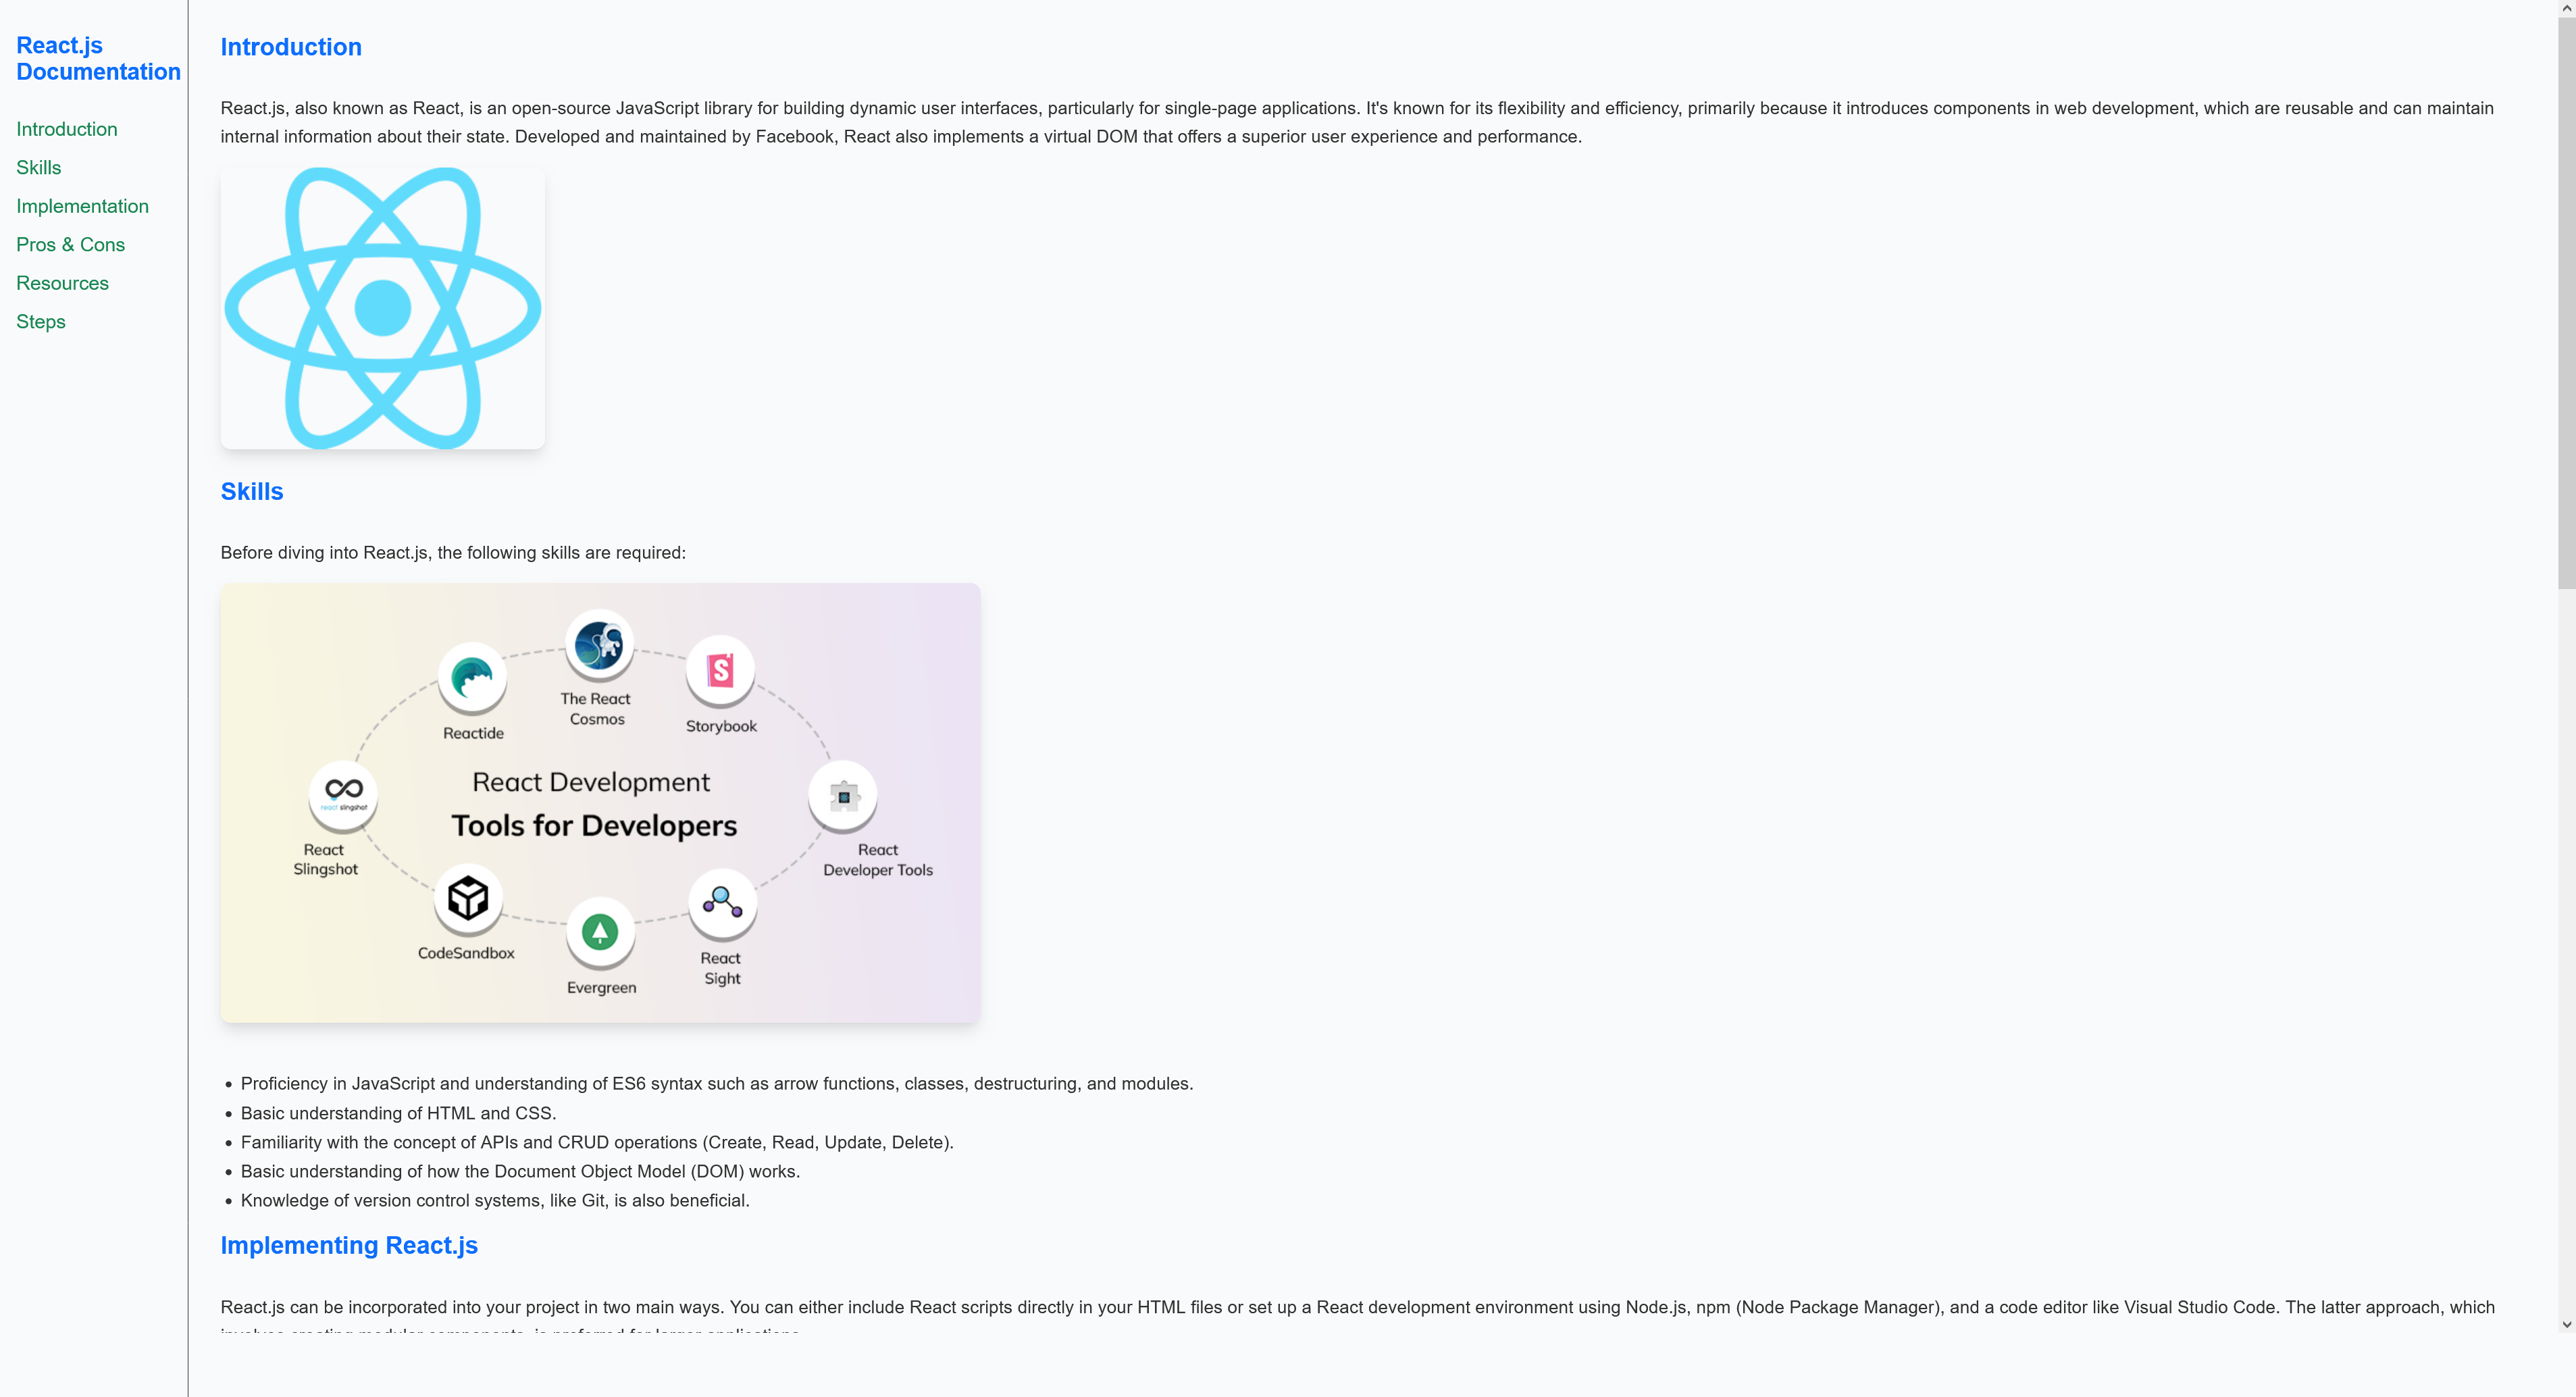 React.js
Documentation
Introduction
Skills
Implementation
Pros & Cons
Resources
Steps
Introduction
React.js, also known as React, is an open-source JavaScript library for building dynamic user interfaces, particularly for single-page applications. It's known for its flexibility and efficiency, primarily because it introduces components in web development, which are reusable and can maintain
internal information about their state. Developed and maintained by Facebook, React also implements a virtual DOM that offers a superior user experience and performance.
Skills
Before diving into React.js, the following skills are required:
The React
Cosmos
Storybook
Reactide
React Development
Tools for Developers
react slingshot
React
Slingshot
React
Developer Tools
CodeSandbox
Evergreen
React
Sight
• Proficiency in JavaScript and understanding of ES6 syntax such as arrow functions, classes, destructuring, and modules.
• Basic understanding of HTML and CSS.
• Familiarity with the concept of APIs and CRUD operations (Create, Read, Update, Delete).
• Basic understanding of how the Document Object Model (DOM) works.
• Knowledge of version control systems, like Git, is also beneficial.
Implementing React.js
React.js can be incorporated into your project in two main ways. You can either include React scripts directly in your HTML files or set up a React development environment using Node.js, npm (Node Package Manager), and a code editor like Visual Studio Code. The latter approach, which
involves creating modular components, is preferred for larger applications.